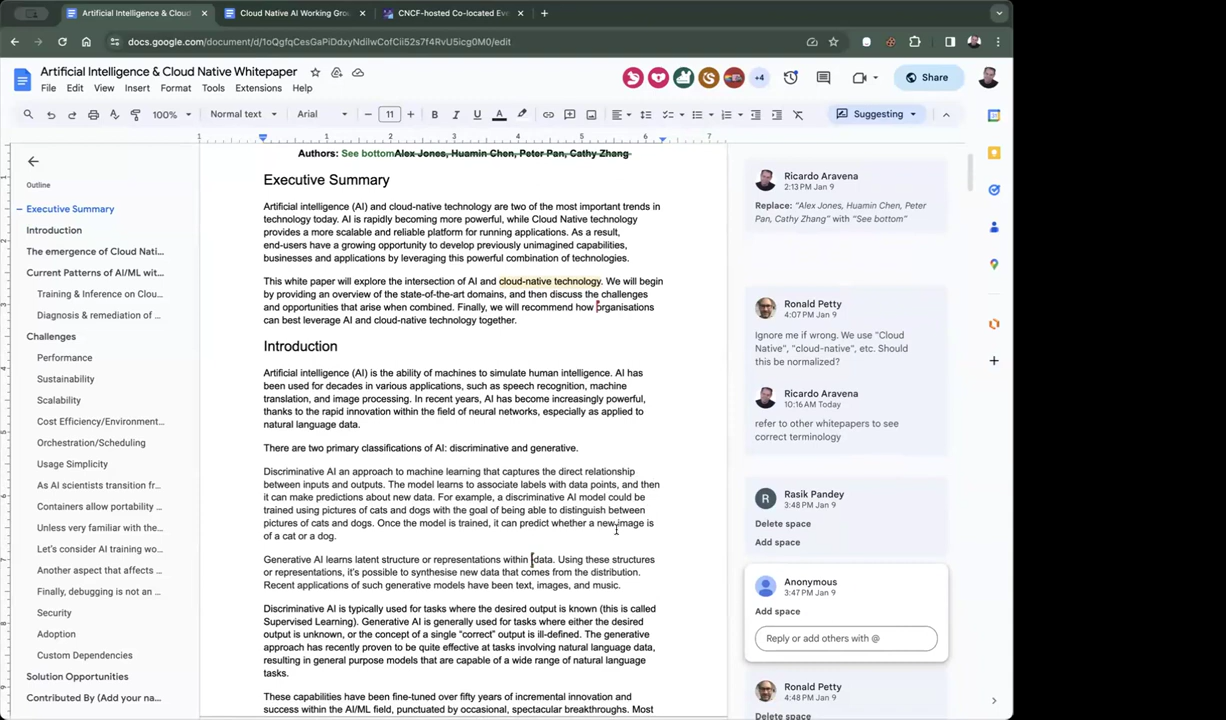 Artificial Intelligence & Cloud
Cloud Native AI Working Gro
CNCF-hosted Co-located Ev
docs.google.com/document/d/1oQgfqCesGaPiDdxyNdilwCofCii52s7f4RvU5icg0M0/edit
Artificial Intelligence & Cloud Native Whitepaper
File Edit View Insert Format Tools Extensions Help
+4
Share
100% Normal text Arial 11 Suggesting
1 1 2 3 4 5 6 7
Authors: See bottomAlex Jones, Huamin Chen, Peter Pan, Cathy Zhang
Outline
Executive Summary
Introduction
The emergence of Cloud Nati...
Current Patterns of AI/ML wit...
Training & Inference on Clou...
Diagnosis & remediation of ...
Challenges
Performance
Sustainability
Scalability
Cost Efficiency/Environment...
Orchestration/Scheduling
Usage Simplicity
As AI scientists transition fr...
Containers allow portability ...
Unless very familiar with the...
Let's consider AI training wo...
Another aspect that affects ...
Finally, debugging is not an ...
Security
Adoption
Custom Dependencies
Solution Opportunities
Contributed By (Add your na...
Executive Summary
Artificial intelligence (AI) and cloud-native technology are two of the most important trends in
technology today. AI is rapidly becoming more powerful, while Cloud Native technology
provides a more scalable and reliable platform for running applications. As a result,
end-users have a growing opportunity to develop previously unimagined capabilities,
businesses and applications by leveraging this powerful combination of technologies.
This white paper will explore the intersection of AI and cloud-native technology. We will begin
by providing an overview of the state-of-the-art domains, and then discuss the challenges
and opportunities that arise when combined. Finally, we will recommend how organisations
can best leverage AI and cloud-native technology together.
Introduction
Artificial intelligence (AI) is the ability of machines to simulate human intelligence. AI has
been used for decades in various applications, such as speech recognition, machine
translation, and image processing. In recent years, AI has become increasingly powerful,
thanks to the rapid innovation within the field of neural networks, especially as applied to
natural language data.
There are two primary classifications of AI: discriminative and generative.
Discriminative AI an approach to machine learning that captures the direct relationship
between inputs and outputs. The model learns to associate labels with data points, and then
it can make predictions about new data. For example, a discriminative AI model could be
trained using pictures of cats and dogs with the goal of being able to distinguish between
pictures of cats and dogs. Once the model is trained, it can predict whether a new image is
of a cat or a dog.
Generative AI learns latent structure or representations within data. Using these structures
or representations, it's possible to synthesise new data that comes from the distribution.
Recent applications of such generative models have been text, images, and music.
Discriminative AI is typically used for tasks where the desired output is known (this is called
Supervised Learning). Generative AI is generally used for tasks where either the desired
output is unknown, or the concept of a single "correct" output is ill-defined. The generative
approach has recently proven to be quite effective at tasks involving natural language data,
resulting in general purpose models that are capable of a wide range of natural language
tasks.
These capabilities have been fine-tuned over fifty years of incremental innovation and
success within the AI/ML field, punctuated by occasional, spectacular breakthroughs. Most
Ricardo Aravena
2:13 PM Jan 9
Replace: "Alex Jones, Huamin Chen, Peter
Pan, Cathy Zhang" with "See bottom"
Ronald Petty
4:07 PM Jan 9
Ignore me if wrong. We use "Cloud
Native", "cloud-native", etc. Should
this be normalized?
Ricardo Aravena
10:16 AM Today
refer to other whitepapers to see
correct terminology
R
Rasik Pandey
3:48 PM Jan 9
Delete space
Add space
Anonymous
3:47 PM Jan 9
Add space
Reply or add others with @
Ronald Petty
4:48 PM Jan 9
Delete space